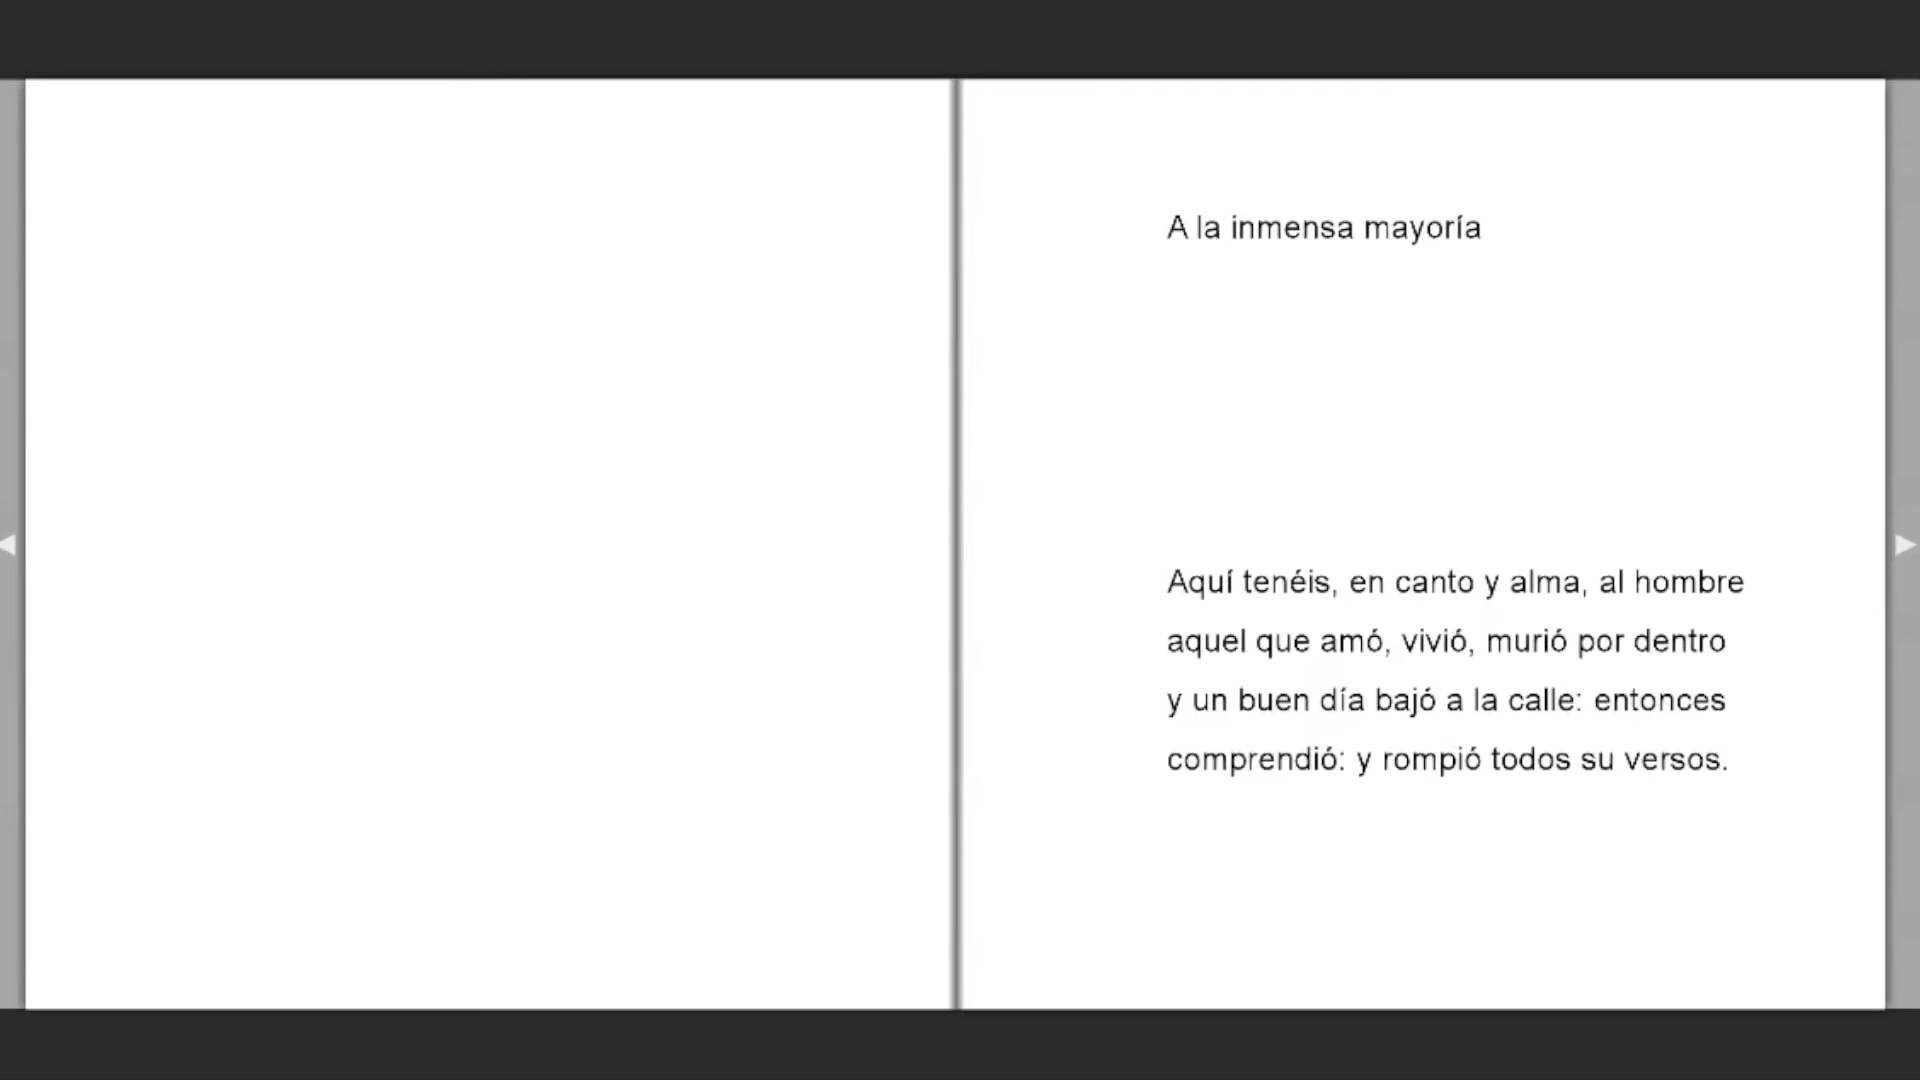 A la inmensa mayoría
Aquí tenéis, en canto y alma, al hombre
aquel que amó, vivió, murió por dentro
y un buen día bajó a la calle: entonces
comprendió: y rompió todos su versos.